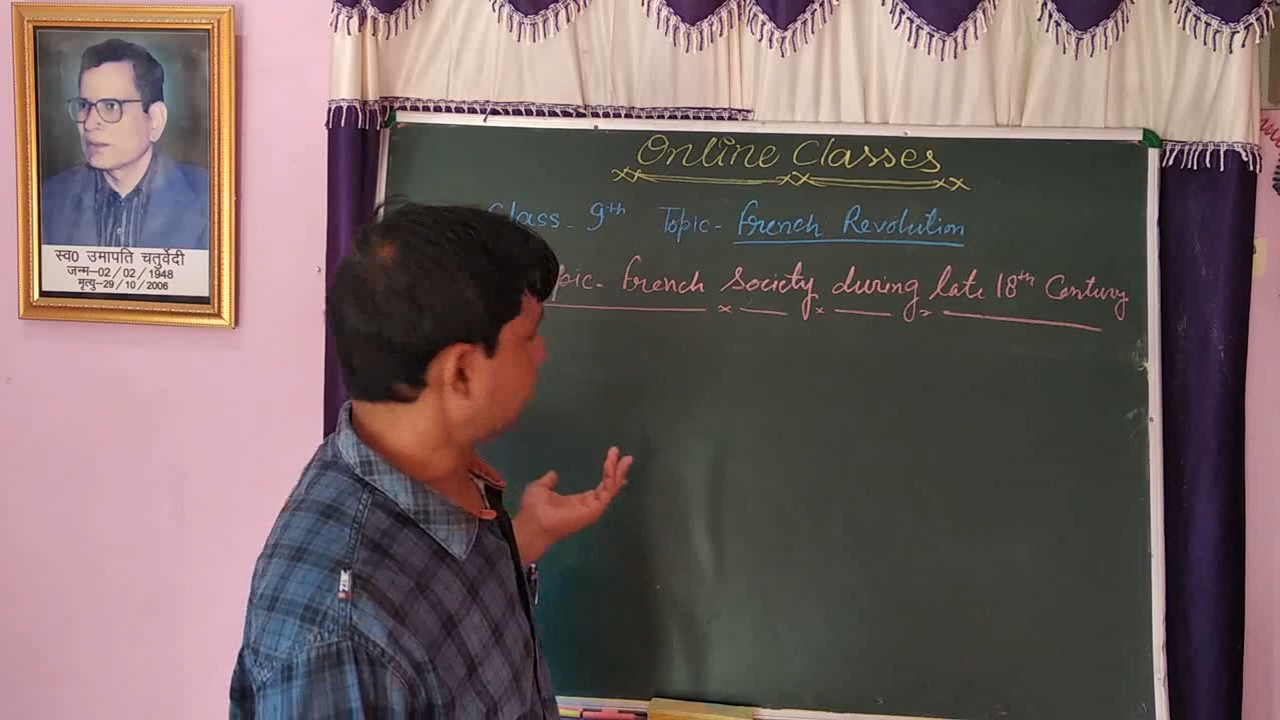 स्व0 उमापति चतुर्वेदी
जन्म–02/02/1948
मृत्यु–29/10/2006
Online Classes
Class - 9th Topic - French Revolution
pic - French Society during late 18th Century